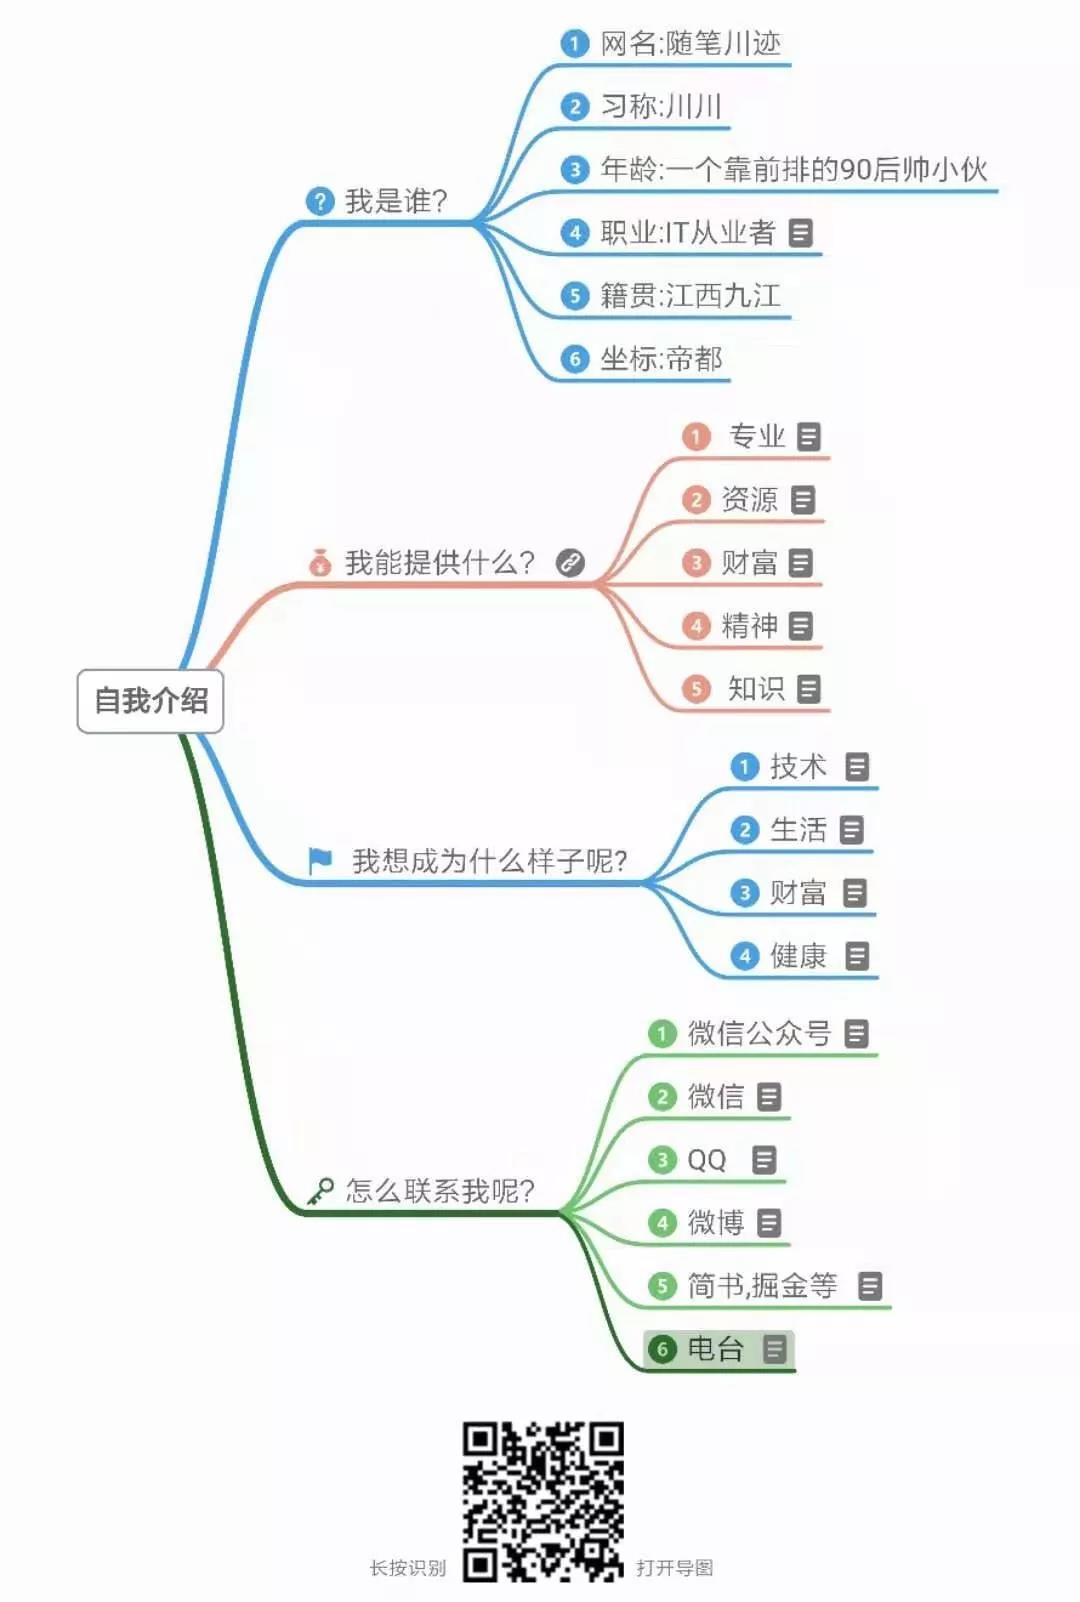 自我介绍
我是谁?
1 网名:随笔川迹
2 习称:川川
3 年龄:一个靠前排的90后帅小伙
4 职业:IT从业者
5 籍贯:江西九江
6 坐标:帝都
我能提供什么?
1 专业
2 资源
3 财富
4 精神
5 知识
我想成为什么样子呢?
1 技术
2 生活
3 财富
4 健康
怎么联系我呢?
1 微信公众号
2 微信
3 QQ
4 微博
5 简书,掘金等
6 电台
长按识别 打开导图